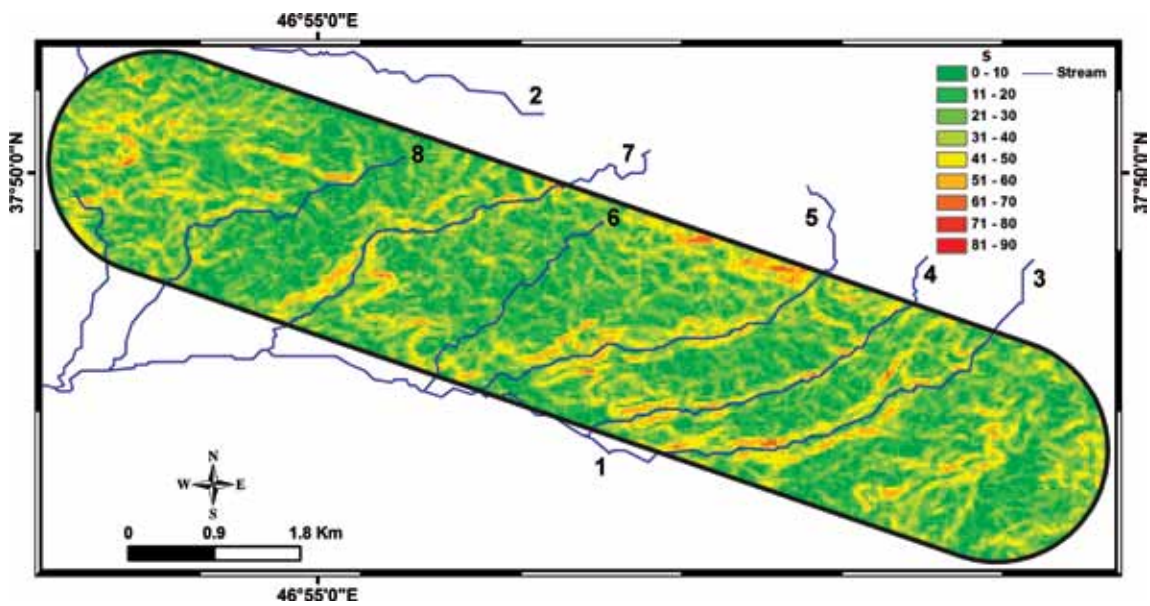 46°55'0"E
S
0 - 10
Stream
11 - 20
21 - 30
31 - 40
41 - 50
51 - 60
61 - 70
71 - 80
81 - 90
2
7
8
6
5
4
3
1
37°50'0"N
37°50'0"N
N
W E
S
0 0.9 1.8 Km
46°55'0"E